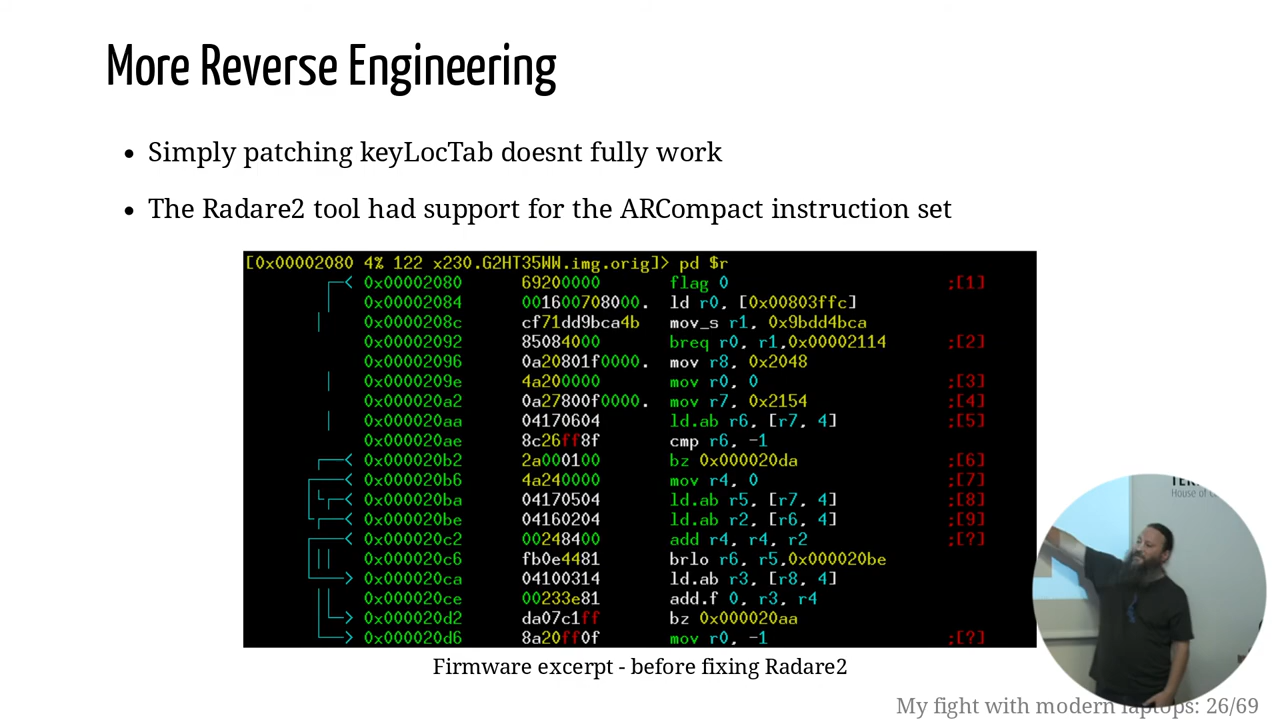 More Reverse Engineering
• Simply patching keyLocTab doesnt fully work
• The Radare2 tool had support for the ARCompact instruction set
[0x00002080 4% 122 x230.G2HT35WW.img.orig]> pd $r
0x00002080 69200000 flag 0 ;[1]
0x00002084 001600708000. ld r0, [0x00803ffc]
0x0000208c cf71dd9bca4b mov_s r1, 0x9bdd4bca
0x00002092 85084000 breq r0, r1,0x00002114 ;[2]
0x00002096 0a20801f0000. mov r8, 0x2048
0x0000209e 4a200000 mov r0, 0 ;[3]
0x000020a2 0a27800f0000. mov r7, 0x2154 ;[4]
0x000020aa 04170604 ld.ab r6, [r7, 4] ;[5]
0x000020ae 8c26ff8f cmp r6, -1
0x000020b2 2a000100 bz 0x000020da ;[6]
0x000020b6 4a240000 mov r4, 0 ;[7]
0x000020ba 04170504 ld.ab r5, [r7, 4] ;[8]
0x000020be 04160204 ld.ab r2, [r6, 4] ;[9]
0x000020c2 00248400 add r4, r4, r2 ;[?]
0x000020c6 fb0e4481 brlo r6, r5,0x000020be
0x000020ca 04100314 ld.ab r3, [r8, 4]
0x000020ce 00233e81 add.f 0, r3, r4
0x000020d2 da07c1ff bz 0x000020aa
0x000020d6 8a20ff0f mov r0, -1 ;[?]
Firmware excerpt - before fixing Radare2
My fight with modern laptops: 26/69